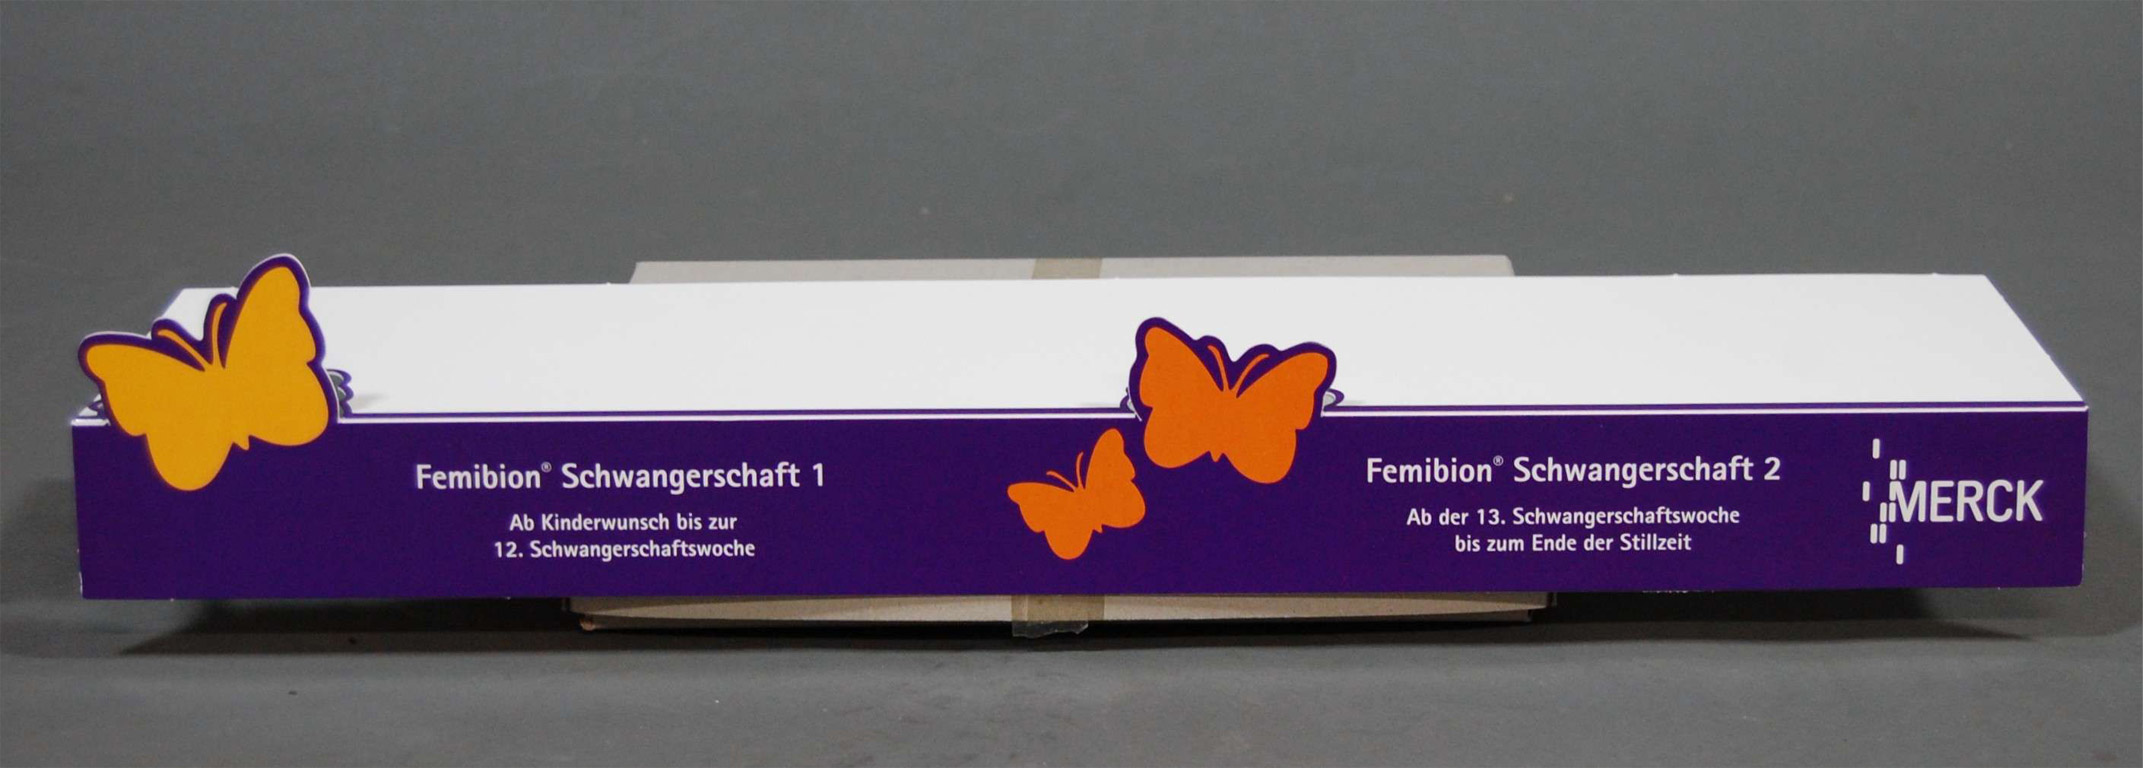 Femibion® Schwangerschaft 1
Ab Kinderwunsch bis zur
12. Schwangerschaftswoche
Femibion® Schwangerschaft 2
Ab der 13. Schwangerschaftswoche
bis zum Ende der Stillzeit
MERCK